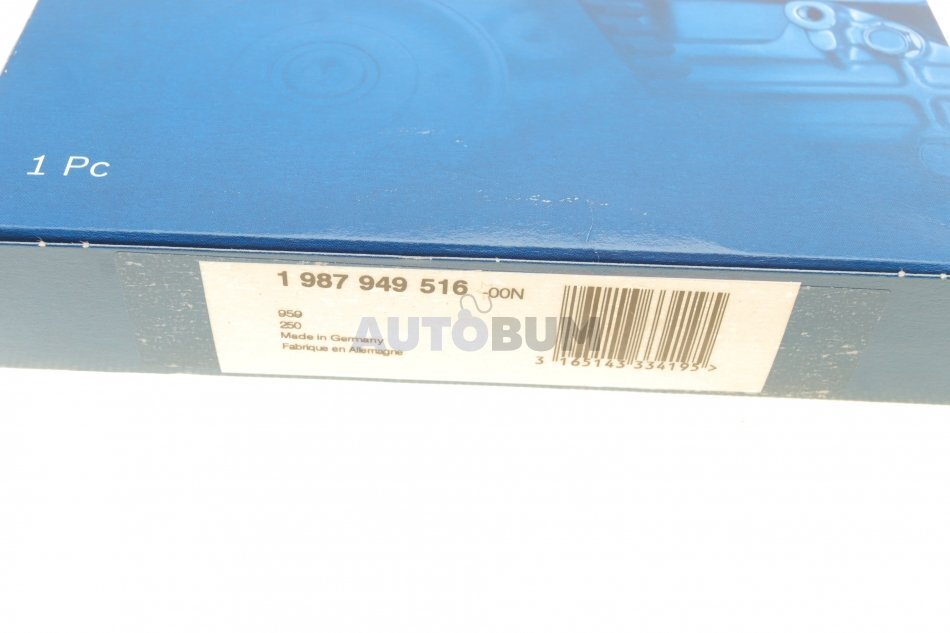 1 Pc
1 987 949 516 -00N
959
250
Made in Germany
Fabrique en Allemagne
AUTOBUM
3 165143 334195 >